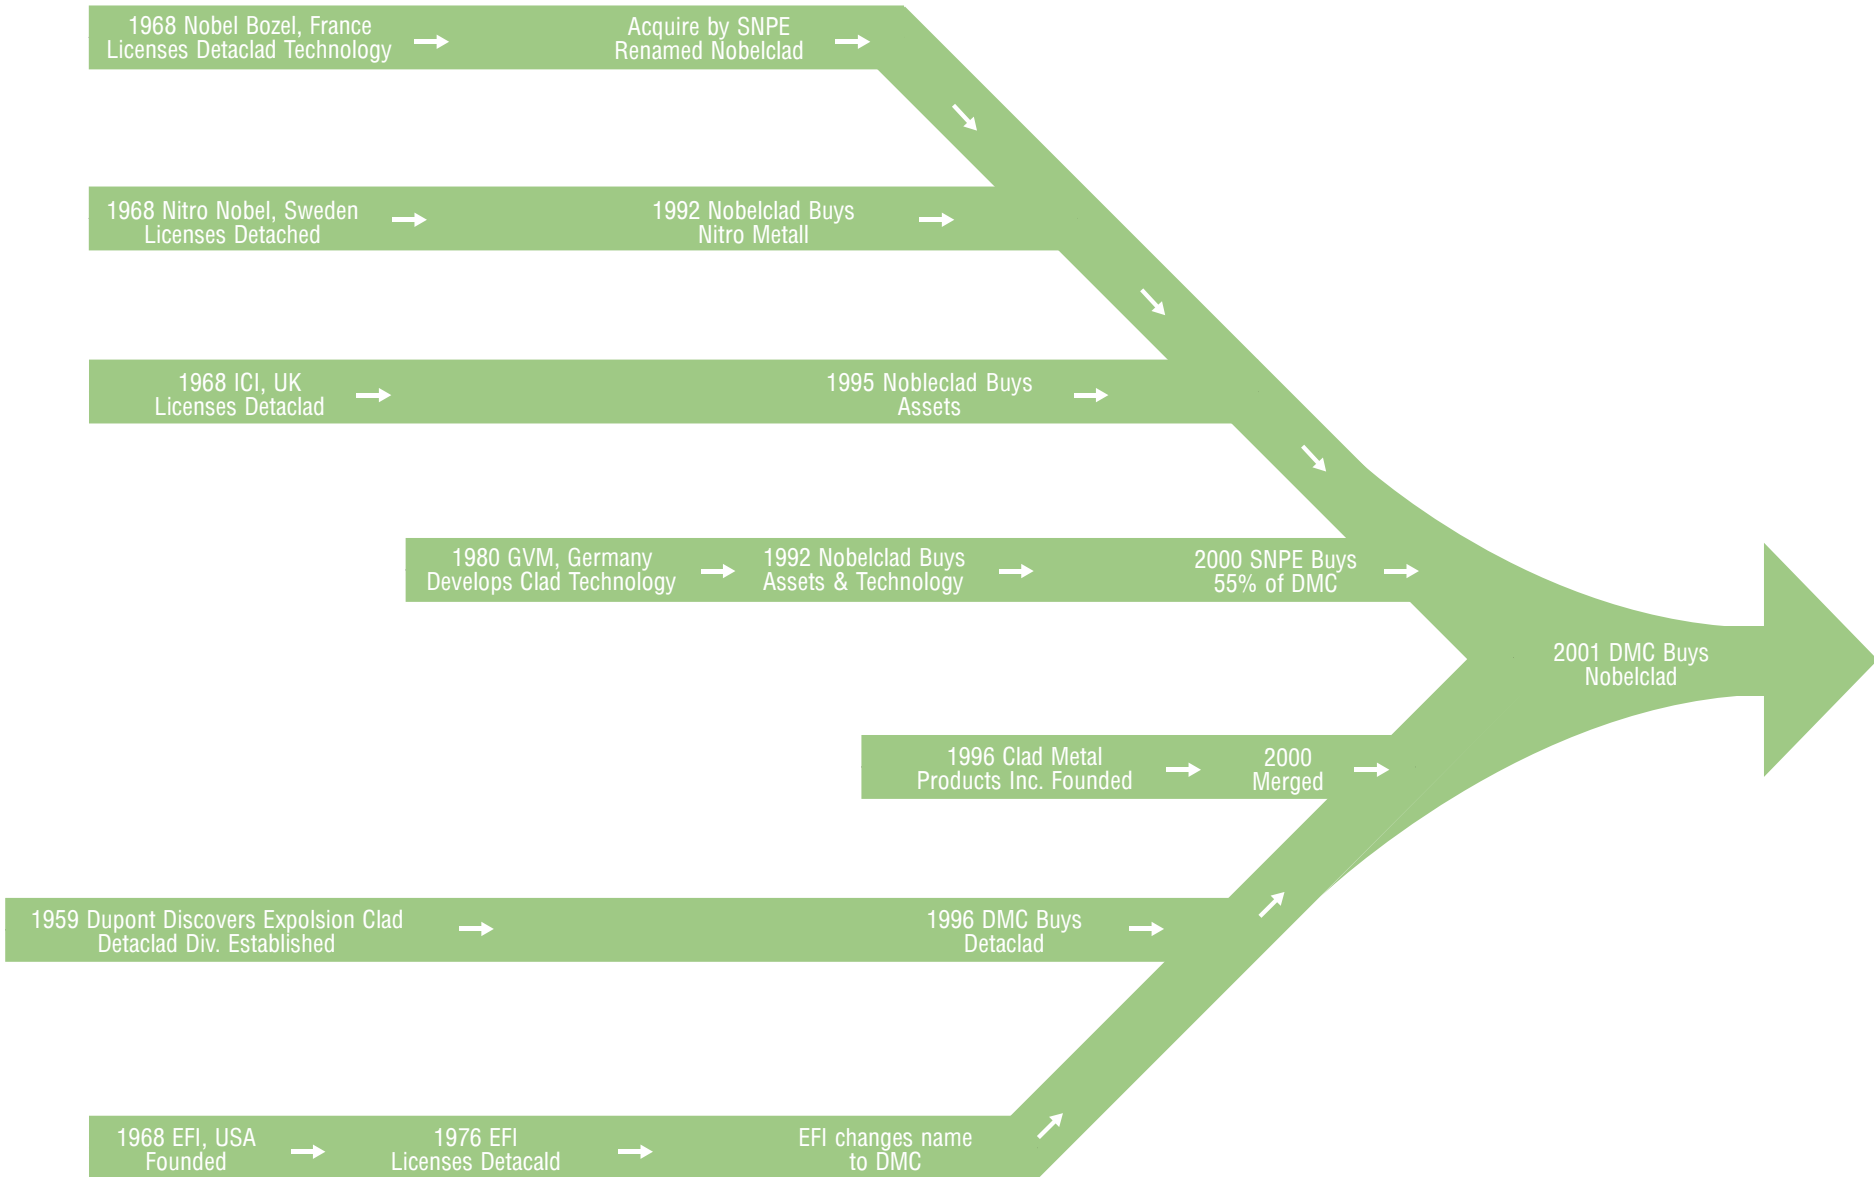 1968 Nobel Bozel, France
Licenses Detaclad Technology
Acquire by SNPE
Renamed Nobelclad
1968 Nitro Nobel, Sweden
Licenses Detached
1992 Nobelclad Buys
Nitro Metall
1968 ICI, UK
Licenses Detaclad
1995 Nobleclad Buys
Assets
1980 GVM, Germany
Develops Clad Technology
1992 Nobelclad Buys
Assets & Technology
2000 SNPE Buys
55% of DMC
2001 DMC Buys
Nobelclad
1996 Clad Metal
Products Inc. Founded
2000
Merged
1959 Dupont Discovers Expolsion Clad
Detaclad Div. Established
1996 DMC Buys
Detaclad
1968 EFI, USA
Founded
1976 EFI
Licenses Detacald
EFI changes name
to DMC